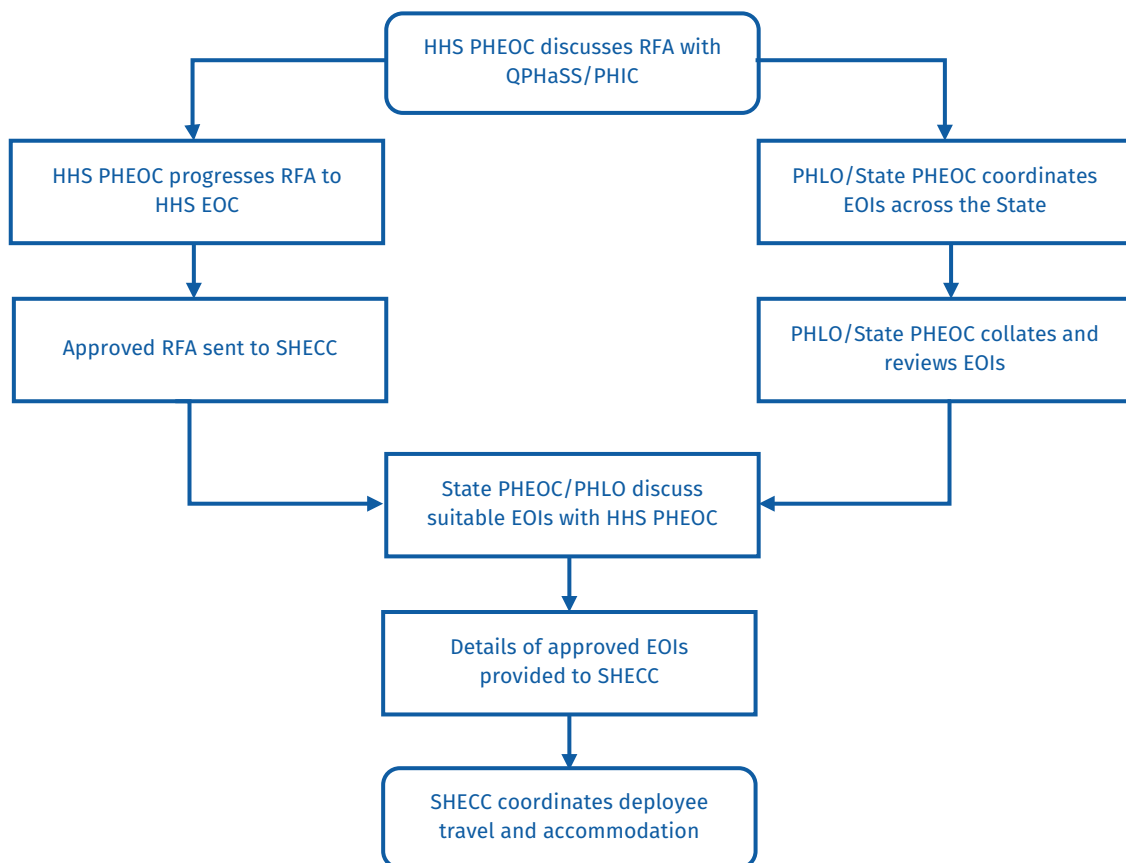 HHS PHEOC discusses RFA with
QPHaSS/PHIC
HHS PHEOC progresses RFA to
HHS EOC
PHLO/State PHEOC coordinates
EOIs across the State
Approved RFA sent to SHECC
PHLO/State PHEOC collates and
reviews EOIs
State PHEOC/PHLO discuss
suitable EOIs with HHS PHEOC
Details of approved EOIs
provided to SHECC
SHECC coordinates deployee
travel and accommodation